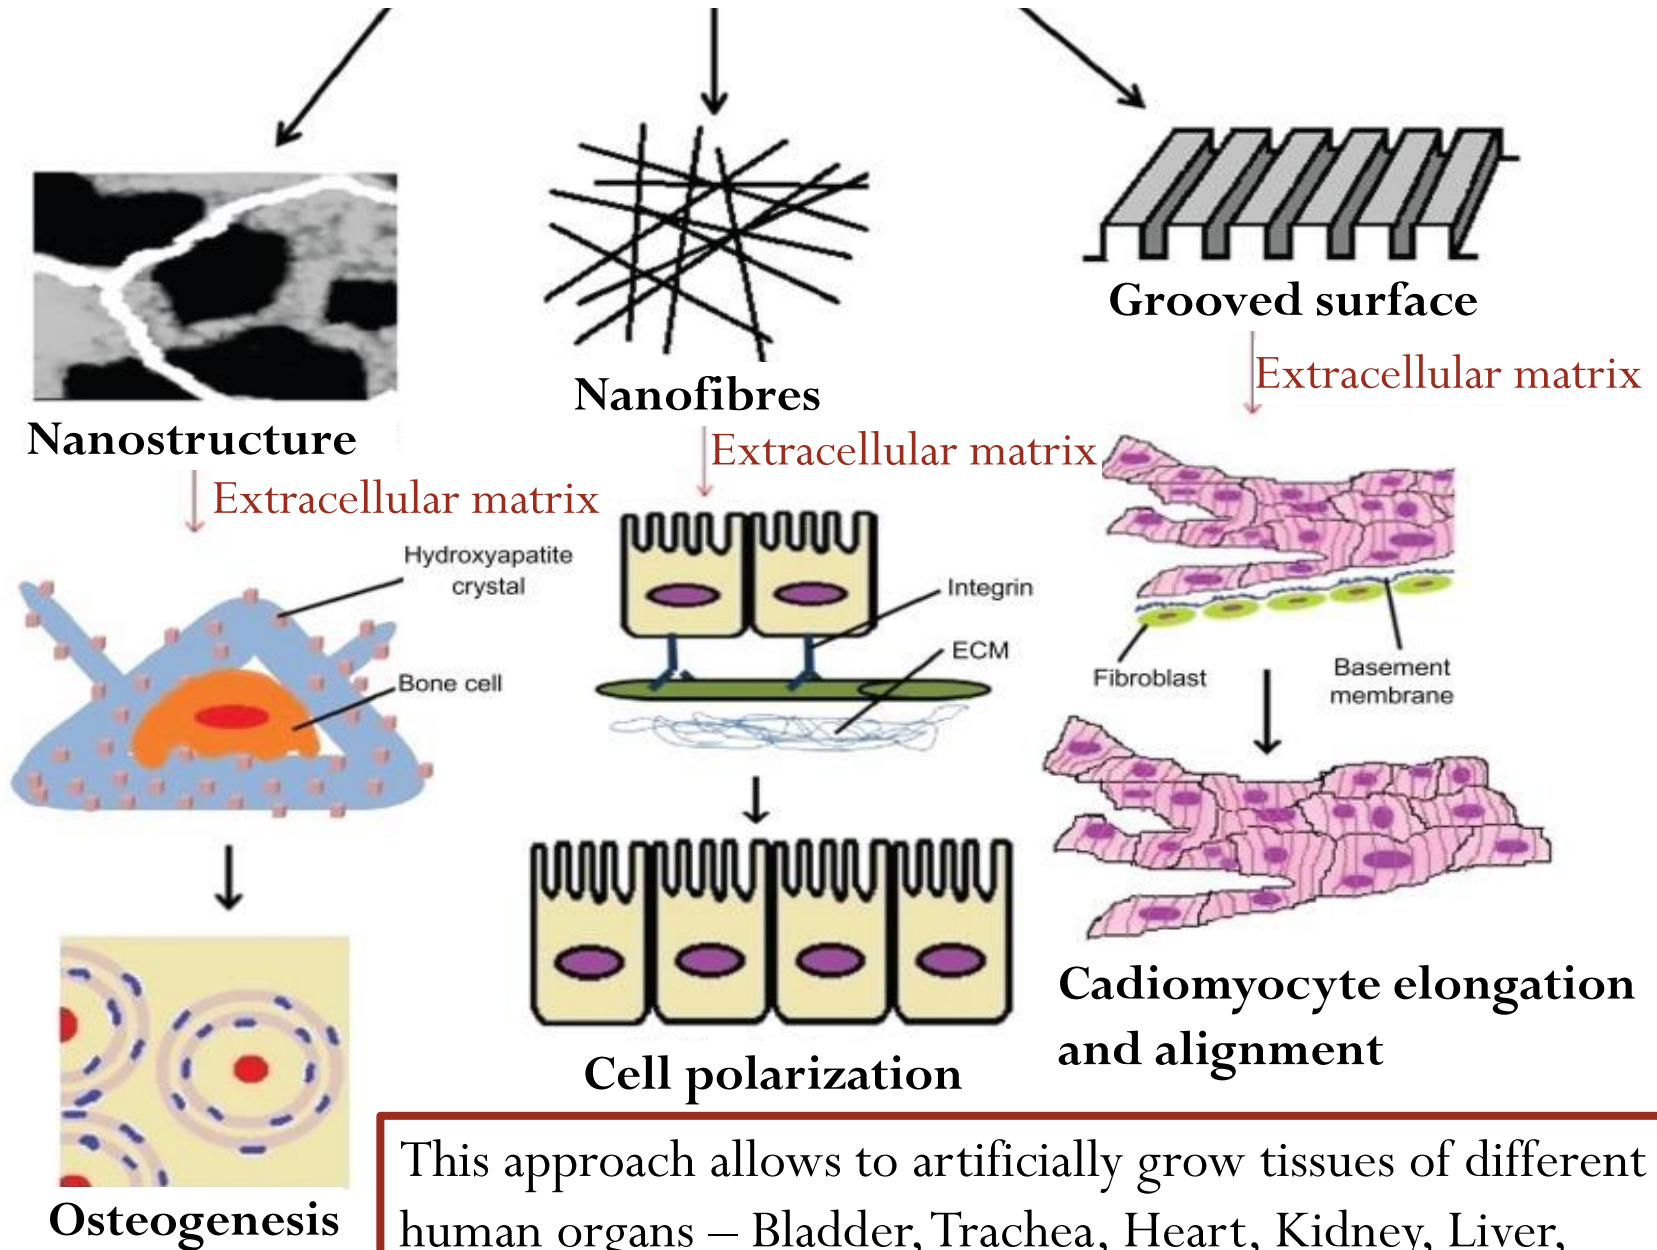 Nanostructure
Extracellular matrix
Hydroxyapatite
crystal
Bone cell
Osteogenesis
Nanofibres
Extracellular matrix
Integrin
ECM
Cell polarization
Grooved surface
Extracellular matrix
Fibroblast
Basement
membrane
Cadiomyocyte elongation
and alignment
This approach allows to artificially grow tissues of different
human organs – Bladder, Trachea, Heart, Kidney, Liver,